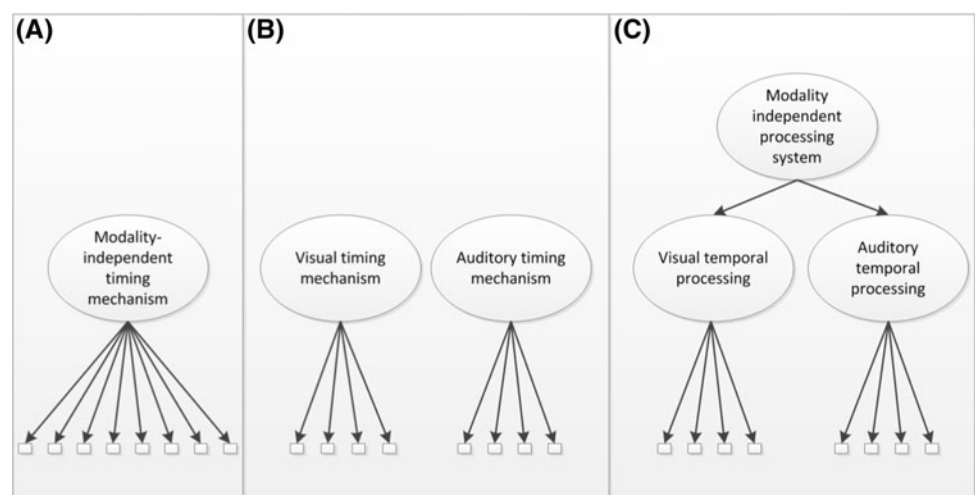 (A)
Modality-
independent
timing
mechanism
(B)
Visual timing
mechanism
Auditory timing
mechanism
(C)
Modality
independent
processing
system
Visual temporal
processing
Auditory
temporal
processing